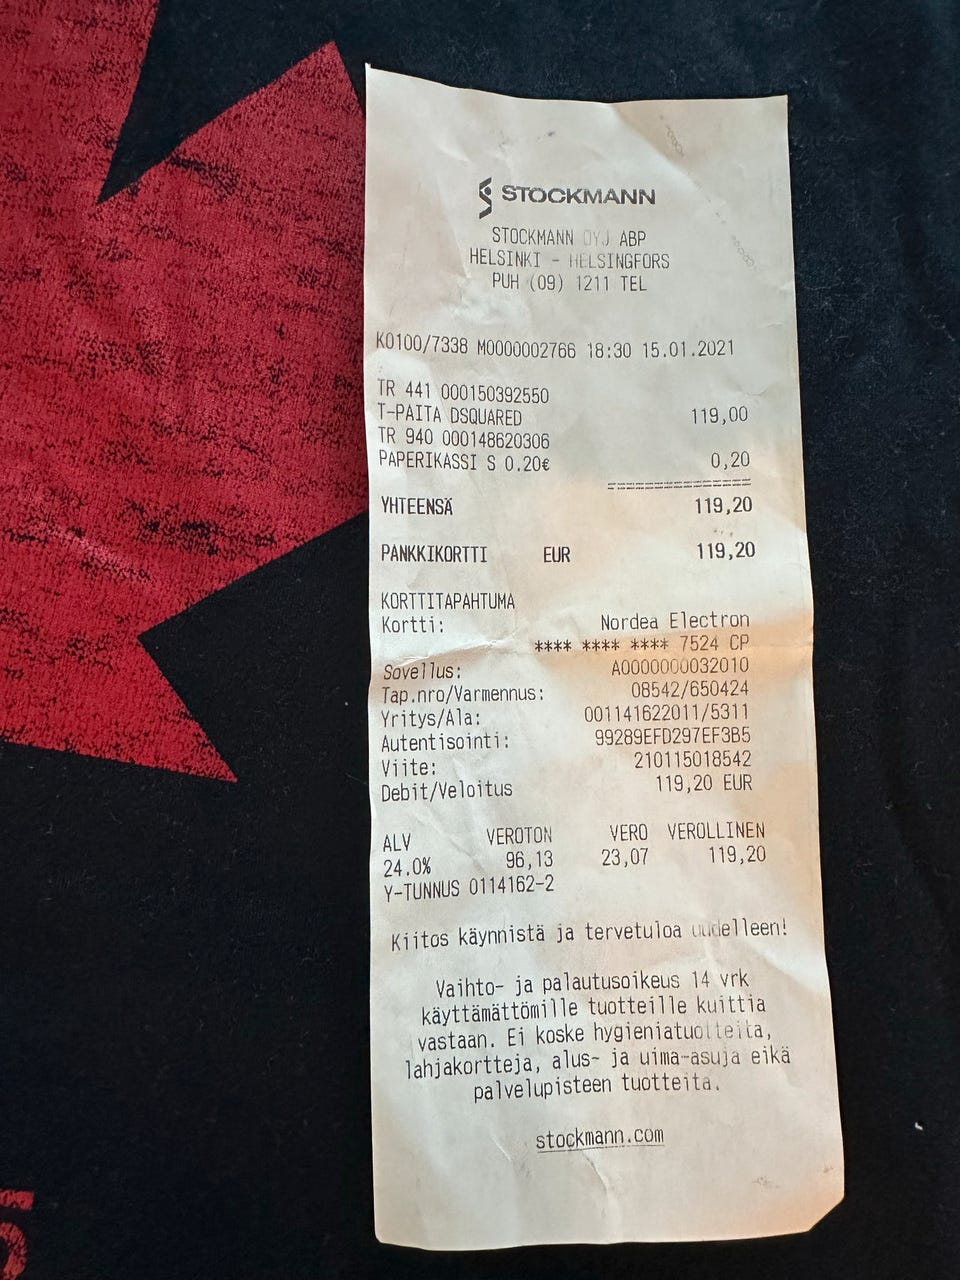 STOCKMANN
STOCKMANN OYJ ABP
HELSINKI - HELSINGFORS
PUH (09) 1211 TEL
K0100/7338 M0000002766 18:30 15.01.2021
TR 441 000150392550
T-PAITA DSQUARED 119,00
TR 940 000148620306
PAPERIKASSI S 0.20€ 0,20
YHTEENSÄ 119,20
PANKKIKORTTI EUR 119,20
KORTTITAPAHTUMA
Kortti: Nordea Electron
**** **** **** 7524 CP
Sovellus: A0000000032010
Tap.nro/Varmennus: 08542/650424
Yritys/Ala: 001141622011/5311
Autentisointi: 99289EFD297EF3B5
Viite: 210115018542
Debit/Veloitus 119,20 EUR
ALV VEROTON VERO VEROLLINEN
24.0% 96,13 23,07 119,20
Y-TUNNUS 0114162-2
Kiitos käynnistä ja tervetuloa uudelleen!
Vaihto- ja palautusoikeus 14 vrk
käyttämättömille tuotteille kuittia
vastaan. Ei koske hygieniatuotteita,
lahjakortteja, alus- ja uima-asuja eikä
palvelupisteen tuotteita.
stockmann.com